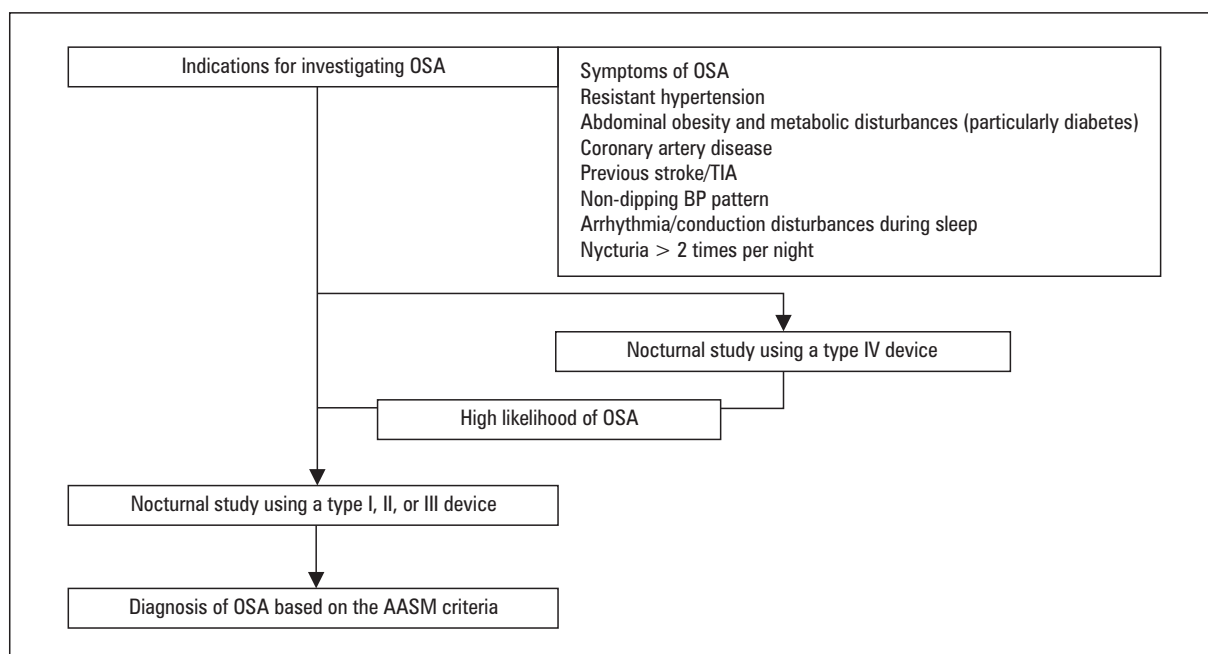 Indications for investigating OSA
Symptoms of OSA
Resistant hypertension
Abdominal obesity and metabolic disturbances (particularly diabetes)
Coronary artery disease
Previous stroke/TIA
Non-dipping BP pattern
Arrhythmia/conduction disturbances during sleep
Nycturia > 2 times per night
Nocturnal study using a type IV device
High likelihood of OSA
Nocturnal study using a type I, II, or III device
Diagnosis of OSA based on the AASM criteria